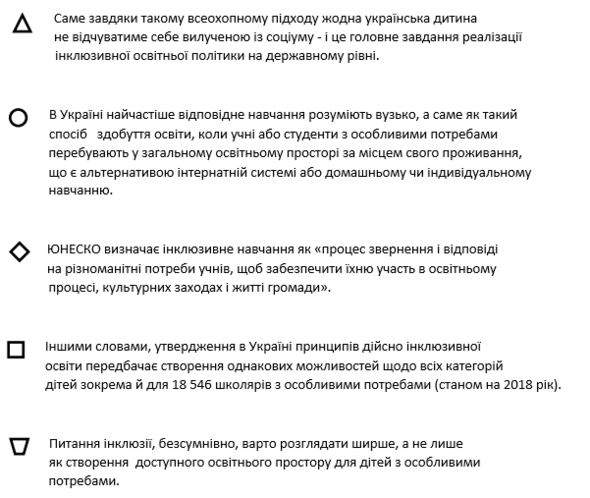 Саме завдяки такому всеохопному підходу жодна українська дитина
не відчуватиме себе вилученою із соціуму - і це головне завдання реалізації
інклюзивної освітньої політики на державному рівні.
В Україні найчастіше відповідне навчання розуміють вузько, а саме як такий
спосіб здобуття освіти, коли учні або студенти з особливими потребами
перебувають у загальному освітньому просторі за місцем свого проживання,
що є альтернативою інтернатній системі або домашньому чи індивідуальному
навчанню.
ЮНЕСКО визначає інклюзивне навчання як «процес звернення і відповіді
на різноманітні потреби учнів, щоб забезпечити їхню участь в освітньому
процесі, культурних заходах і житті громади».
Іншими словами, утвердження в Україні принципів дійсно інклюзивної
освіти передбачає створення однакових можливостей щодо всіх категорій
дітей зокрема й для 18 546 школярів з особливими потребами (станом на 2018 рік).
Питання інклюзії, безсумнівно, варто розглядати ширше, а не лише
як створення доступного освітнього простору для дітей з особливими
потребами.